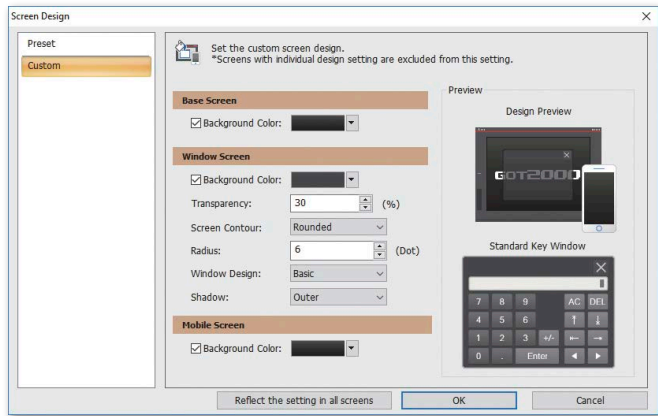 Screen Design
Preset
Custom
Set the custom screen design.
*Screens with individual design setting are excluded from this setting.
Base Screen
Background Color:
Window Screen
Background Color:
Transparency: 30 (%)
Screen Contour: Rounded
Radius: 6 (Dot)
Window Design: Basic
Shadow: Outer
Mobile Screen
Background Color:
Preview
Design Preview
GOT2000
Standard Key Window
7 8 9 AC DEL
4 5 6 ↑ ↓
1 2 3 +/- ← →
0 . Enter ◄ ►
Reflect the setting in all screens
OK
Cancel